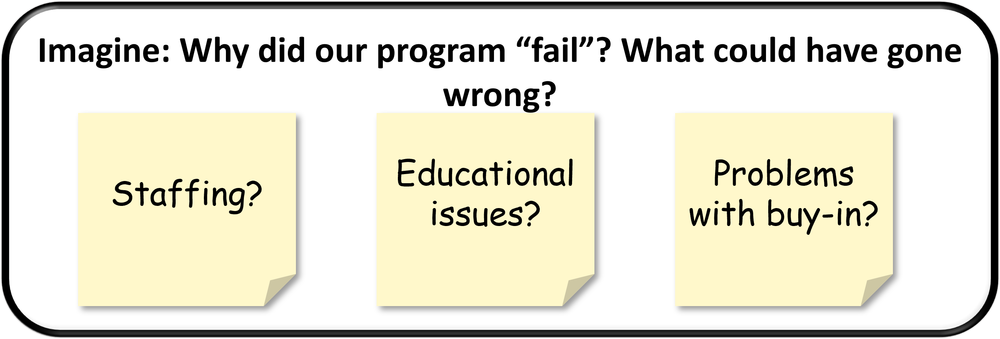 Imagine: Why did our program “fail”? What could have gone
wrong?
Staffing?
Educational
issues?
Problems
with buy-in?